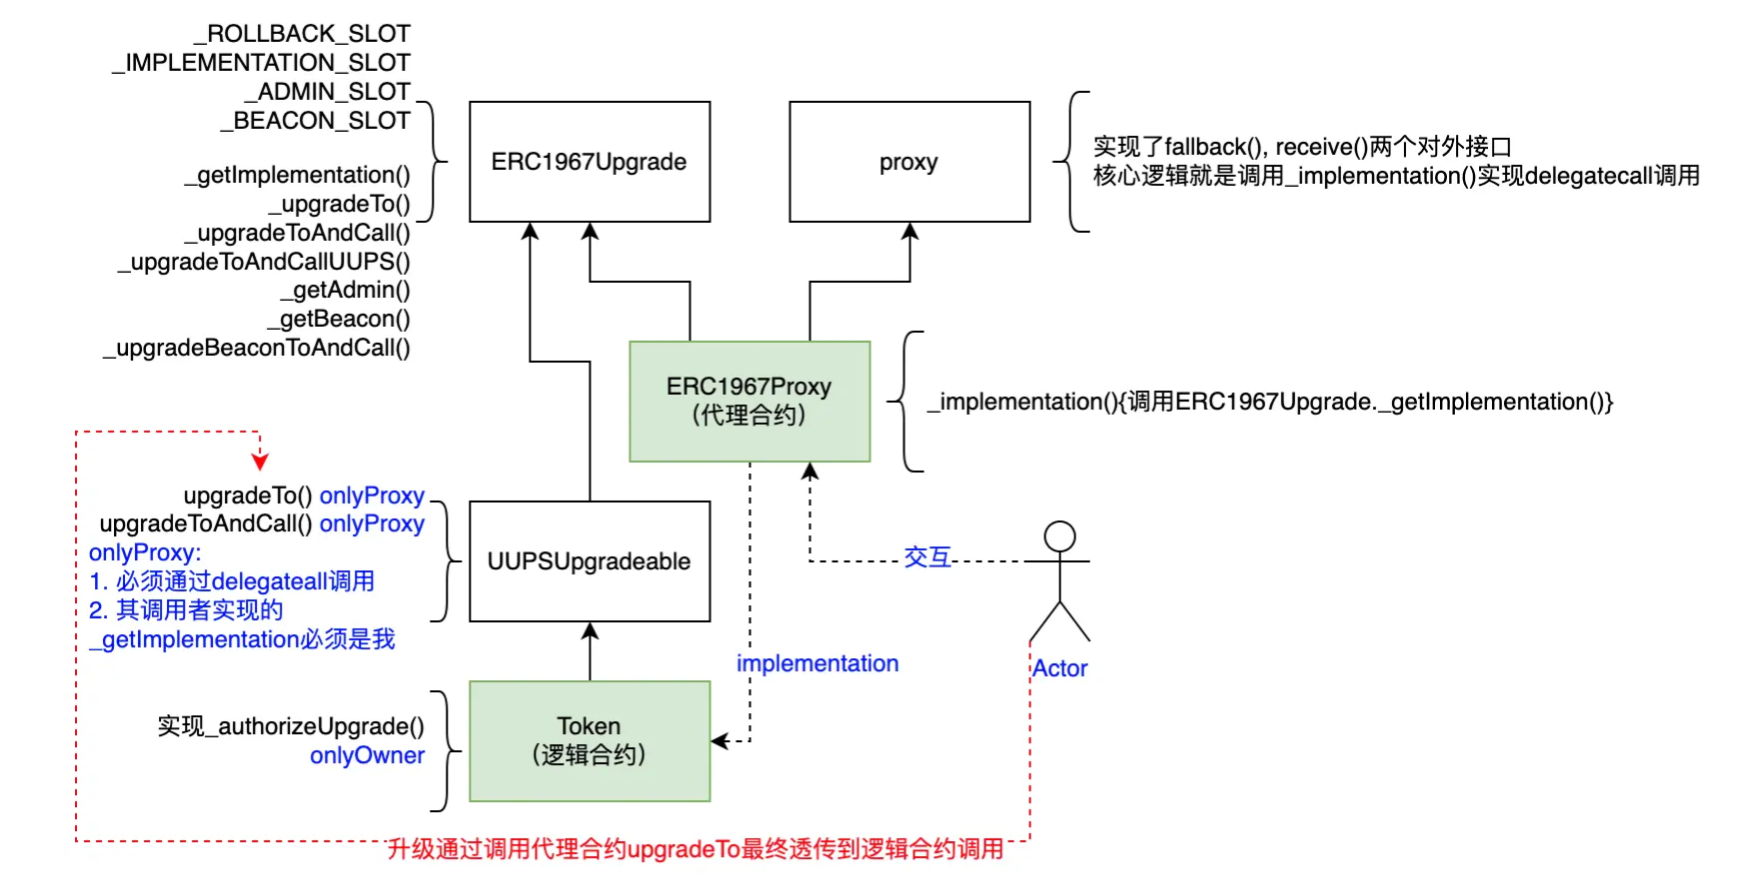 _ROLLBACK_SLOT
_IMPLEMENTATION_SLOT
_ADMIN_SLOT
_BEACON_SLOT
_getImplementation()
_upgradeTo()
_upgradeToAndCall()
_upgradeToAndCallUUPS()
_getAdmin()
_getBeacon()
_upgradeBeaconToAndCall()
ERC1967Upgrade
proxy
实现了fallback(), receive()两个对外接口
核心逻辑就是调用_implementation()实现delegatecall调用
ERC1967Proxy
（代理合约）
_implementation(){调用ERC1967Upgrade._getImplementation()}
upgradeTo() onlyProxy
upgradeToAndCall() onlyProxy
onlyProxy:
1. 必须通过delegateall调用
2. 其调用者实现的
_getImplementation必须是我
UUPSUpgradeable
交互
Actor
implementation
实现_authorizeUpgrade()
onlyOwner
Token
（逻辑合约）
升级通过调用代理合约upgradeTo最终透传到逻辑合约调用